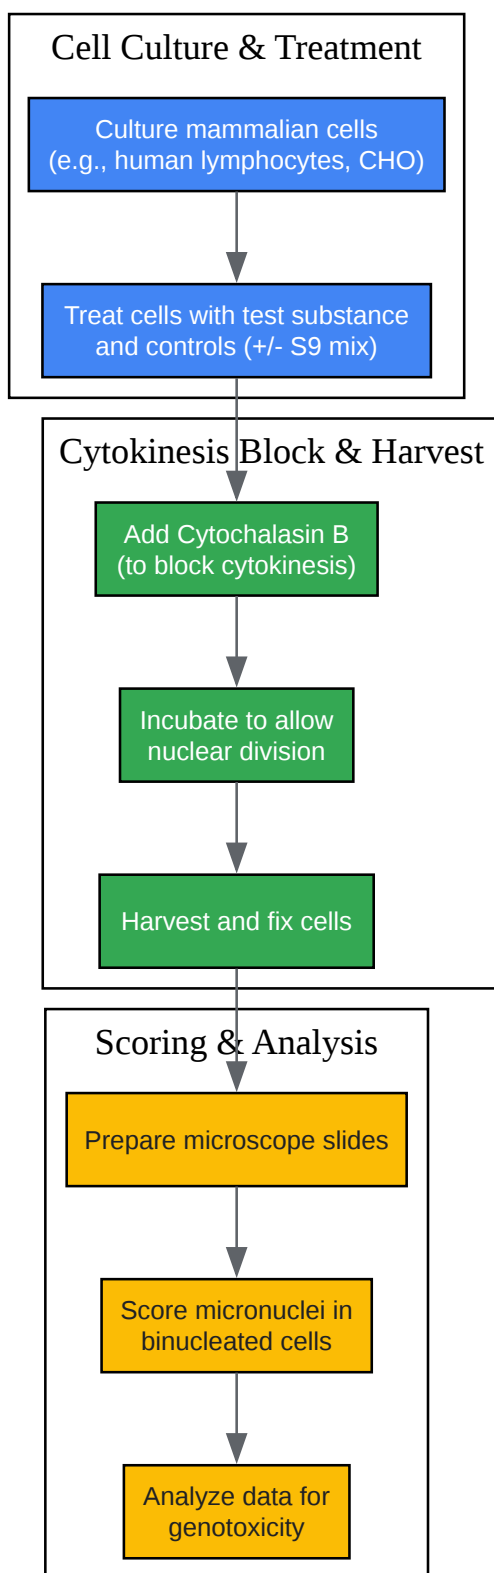 Cell Culture & Treatment
Culture mammalian cells
(e.g., human lymphocytes, CHO)
Treat cells with test substance
and controls (+/- S9 mix)
Cytokinesis Block & Harvest
Add Cytochalasin B
(to block cytokinesis)
Incubate to allow
nuclear division
Harvest and fix cells
Scoring & Analysis
Prepare microscope slides
Score micronuclei in
binucleated cells
Analyze data for
genotoxicity